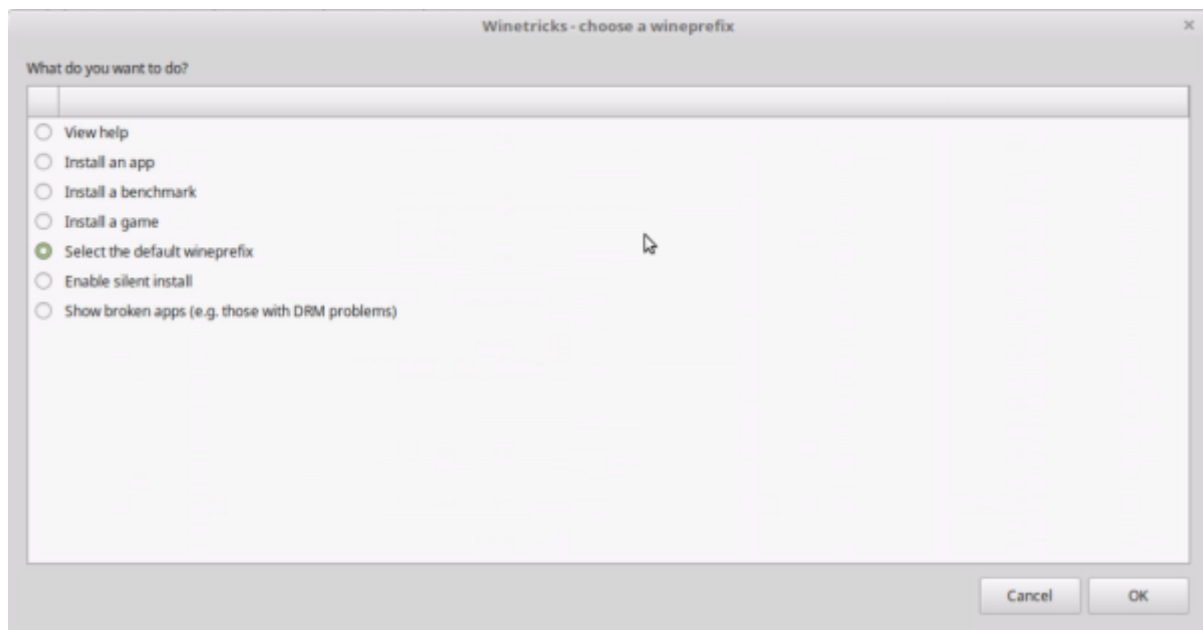 Winetricks - choose a wineprefix
What do you want to do?
View help
Install an app
Install a benchmark
Install a game
Select the default wineprefix
Enable silent install
Show broken apps (e.g. those with DRM problems)
Cancel OK